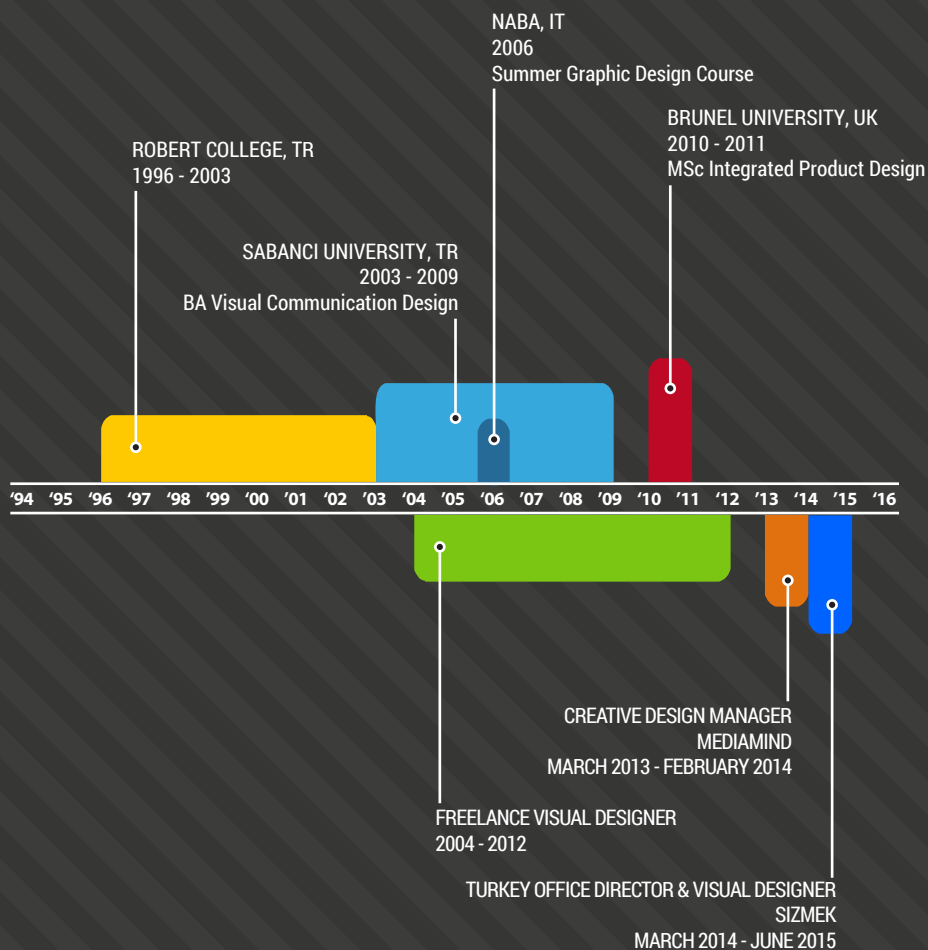 NABA, IT
2006
Summer Graphic Design Course
BRUNEL UNIVERSITY, UK
2010 - 2011
MSc Integrated Product Design
ROBERT COLLEGE, TR
1996 - 2003
SABANCI UNIVERSITY, TR
2003 - 2009
BA Visual Communication Design
‘94 ‘95 ‘96 ‘97 ‘98 ‘99 ‘00 ‘01 ‘02 ‘03 ‘04 ‘05 ‘06 ‘07 ‘08 ‘09 ‘10 ‘11 ‘12 ‘13 ‘14 ‘15 ‘16
CREATIVE DESIGN MANAGER
MEDIAMIND
MARCH 2013 - FEBRUARY 2014
FREELANCE VISUAL DESIGNER
2004 - 2012
TURKEY OFFICE DIRECTOR & VISUAL DESIGNER
SIZMEK
MARCH 2014 - JUNE 2015